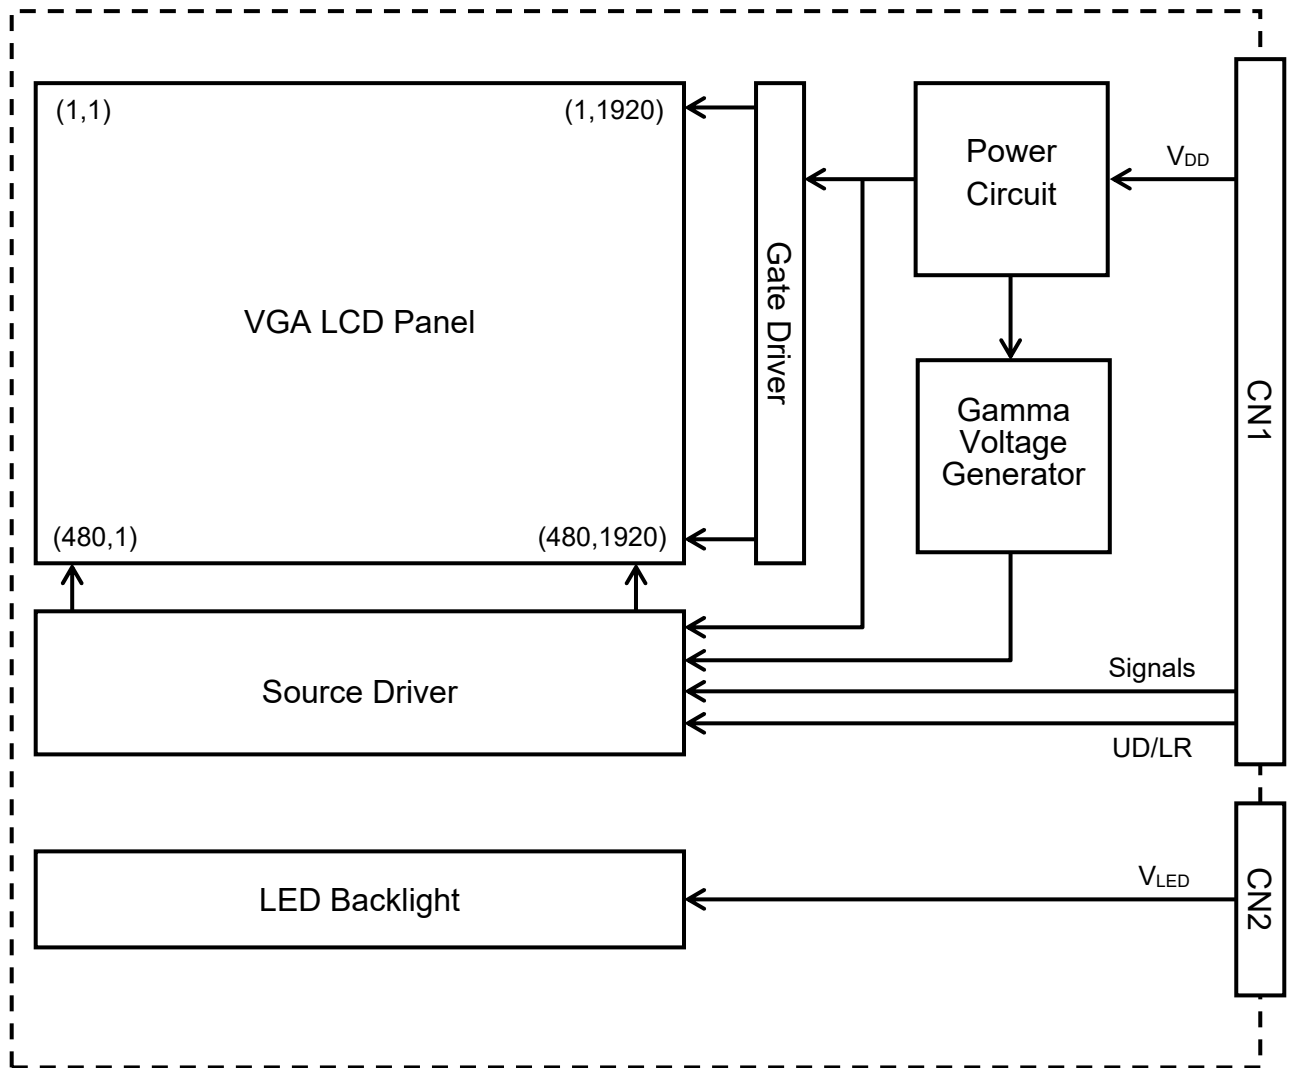 (1,1)
(1,1920)
Power
Circuit
VDD
VGA LCD Panel
Gate Driver
Gamma
Voltage
Generator
CN1
(480,1)
(480,1920)
Source Driver
Signals
UD/LR
LED Backlight
VLED
CN2